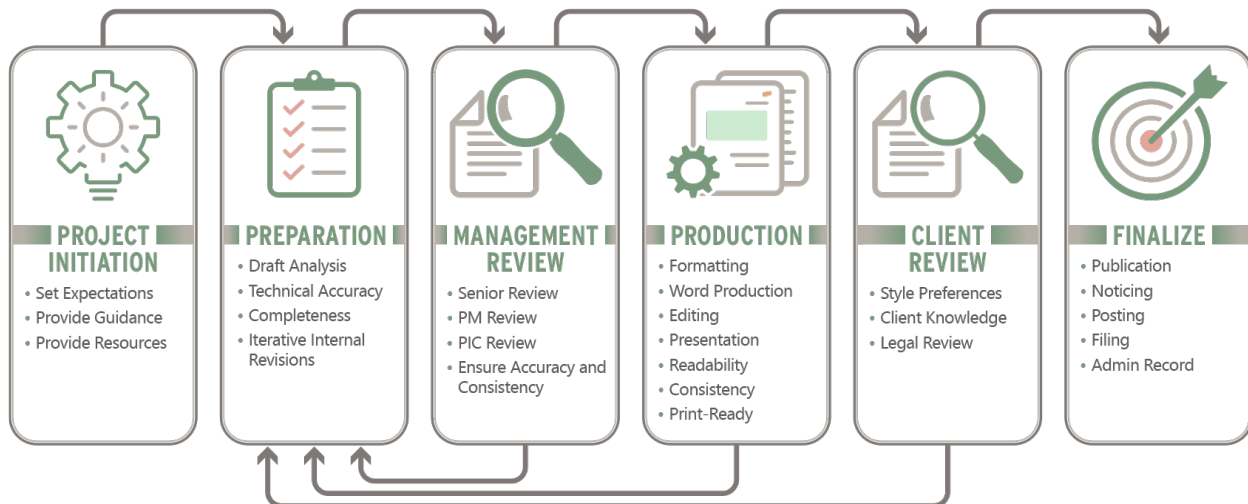 PROJECT
INITIATION
• Set Expectations
• Provide Guidance
• Provide Resources
PREPARATION
• Draft Analysis
• Technical Accuracy
• Completeness
• Iterative Internal
Revisions
MANAGEMENT
REVIEW
• Senior Review
• PM Review
• PIC Review
• Ensure Accuracy and
Consistency
PRODUCTION
• Formatting
• Word Production
• Editing
• Presentation
• Readability
• Consistency
• Print-Ready
CLIENT
REVIEW
• Style Preferences
• Client Knowledge
• Legal Review
FINALIZE
• Publication
• Noticing
• Posting
• Filing
• Admin Record